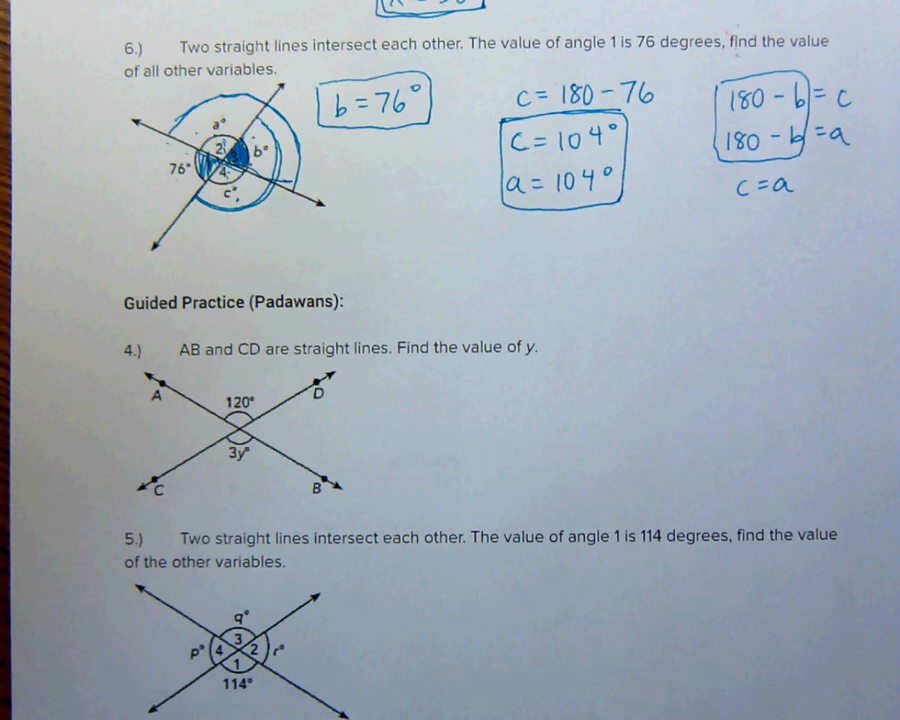 6.) Two straight lines intersect each other. The value of angle 1 is 76 degrees, find the value
of all other variables.
b = 76°
c = 180 - 76
c = 104°
a = 104°
180 - b = c
180 - b = a
c = a
a°
2
b°
76°
4
c°
Guided Practice (Padawans):
4.) AB and CD are straight lines. Find the value of y.
A
D
120°
3y°
C
B
5.) Two straight lines intersect each other. The value of angle 1 is 114 degrees, find the value
of the other variables.
q°
3
p° 4 2 r°
1
114°